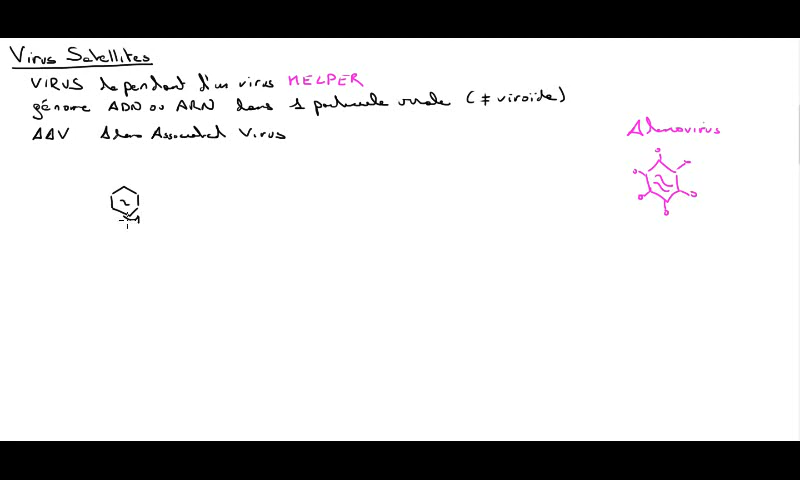 Virus Satellites
VIRUS dependant d'un virus HELPER
génome ADN ou ARN dans 1 particule virale (≠ viroïde)
AAV Adeno Associated Virus
Adenovirus